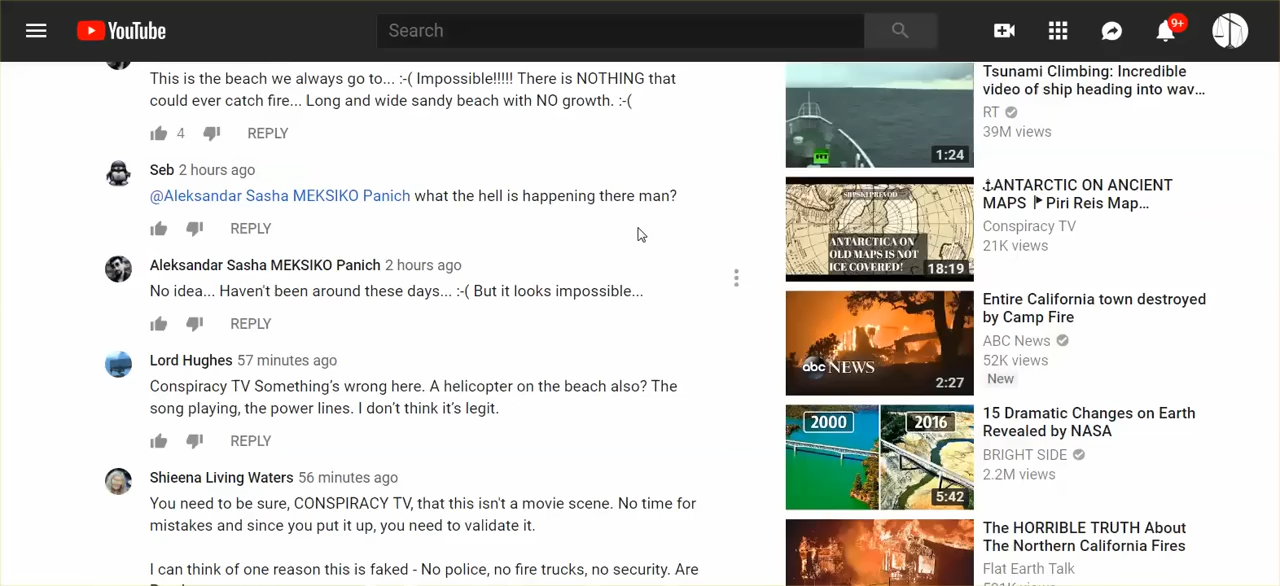 YouTube
Search
9+
This is the beach we always go to... :-( Impossible!!!!! There is NOTHING that
could ever catch fire... Long and wide sandy beach with NO growth. :-(
4 REPLY
Seb 2 hours ago
@Aleksandar Sasha MEKSIKO Panich what the hell is happening there man?
REPLY
Aleksandar Sasha MEKSIKO Panich 2 hours ago
No idea... Haven't been around these days... :-( But it looks impossible...
REPLY
Lord Hughes 57 minutes ago
Conspiracy TV Something's wrong here. A helicopter on the beach also? The
song playing, the power lines. I don't think it's legit.
REPLY
Shieena Living Waters 56 minutes ago
You need to be sure, CONSPIRACY TV, that this isn't a movie scene. No time for
mistakes and since you put it up, you need to validate it.
I can think of one reason this is faked - No police, no fire trucks, no security. Are
RT
1:24
Tsunami Climbing: Incredible
video of ship heading into wav...
RT
39M views
SRPSKI PREVOD
ANTARCTICA ON
OLD MAPS IS NOT
ICE COVERED!
18:19
⚓ANTARCTIC ON ANCIENT
MAPS Piri Reis Map...
Conspiracy TV
21K views
abc NEWS
2:27
Entire California town destroyed
by Camp Fire
ABC News
52K views
New
2000
2016
5:42
15 Dramatic Changes on Earth
Revealed by NASA
BRIGHT SIDE
2.2M views
The HORRIBLE TRUTH About
The Northern California Fires
Flat Earth Talk